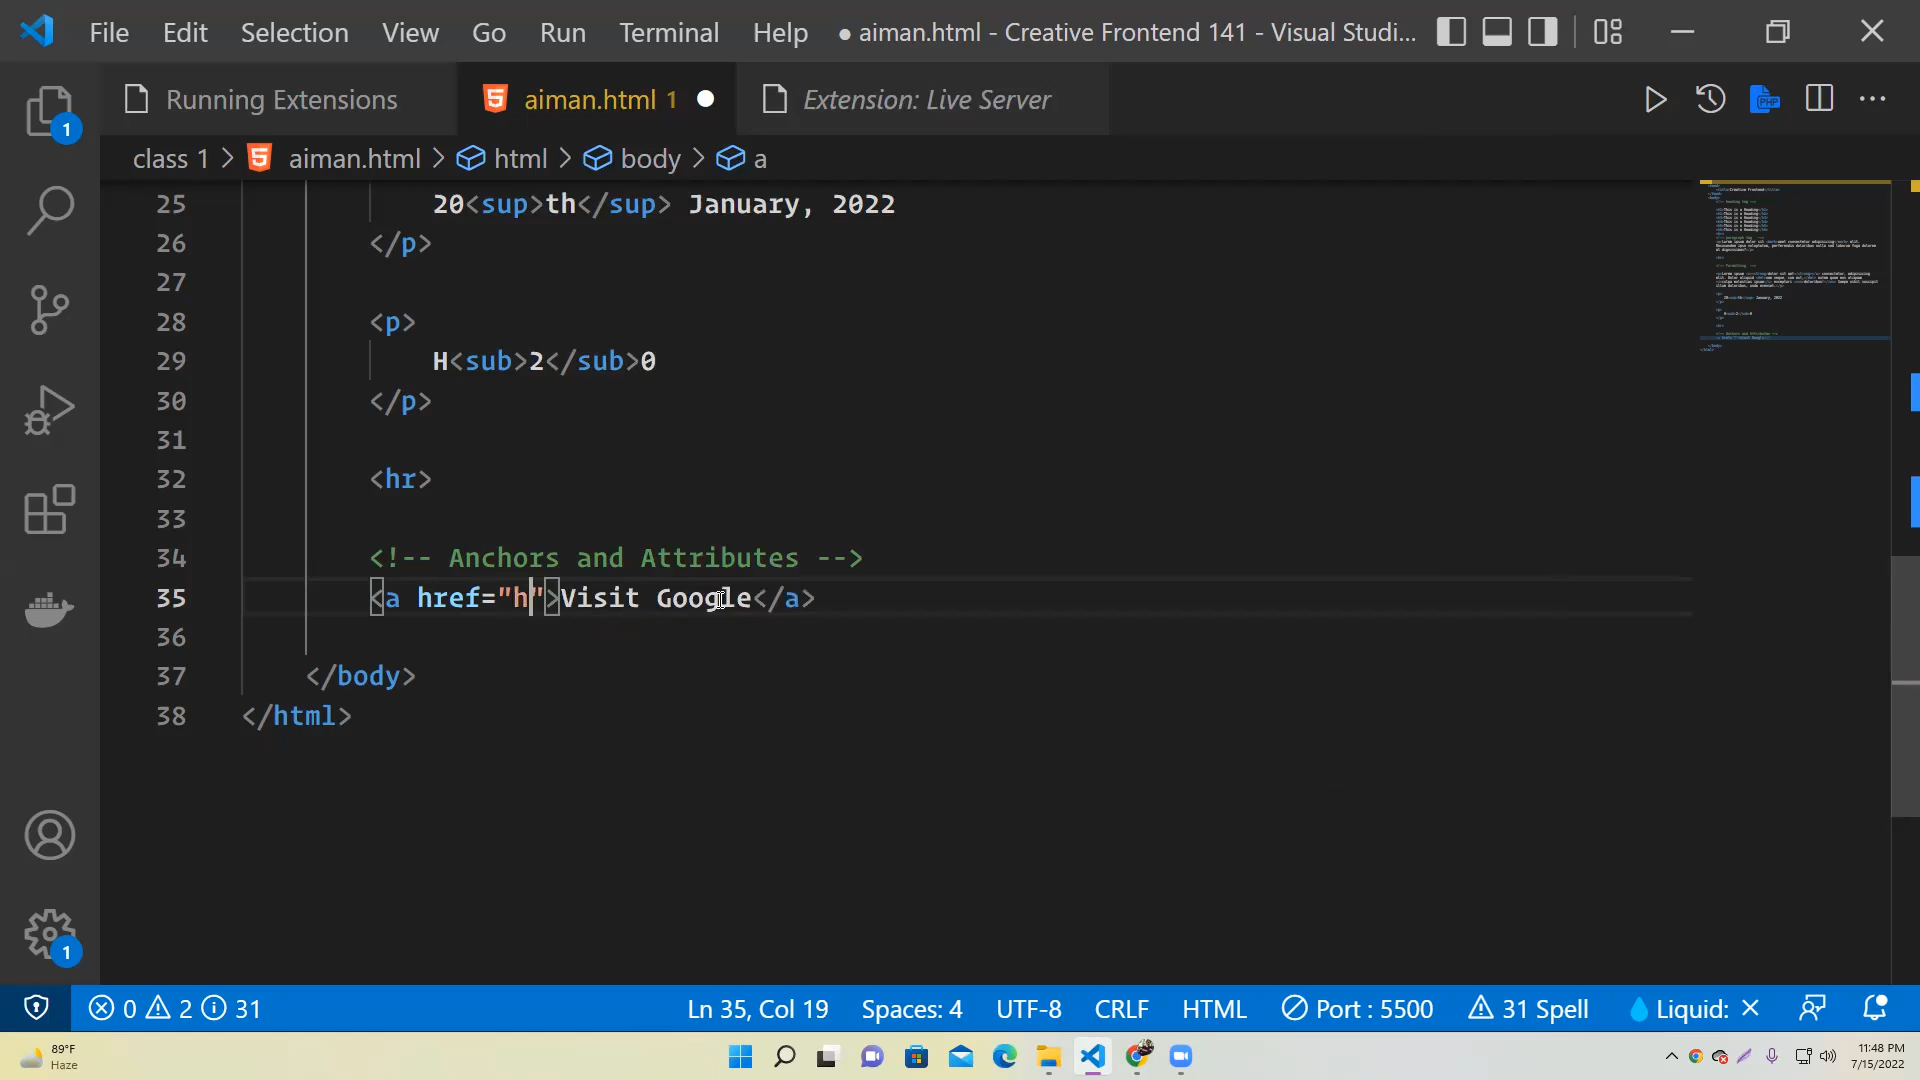 File Edit Selection View Go Run Terminal Help ● aiman.html - Creative Frontend 141 - Visual Studi...
Running Extensions aiman.html 1 Extension: Live Server
class 1 > aiman.html > html > body > a
25 20<sup>th</sup> January, 2022
26 </p>
27
28 <p>
29 H<sub>2</sub>0
30 </p>
31
32 <hr>
33
34 <!-- Anchors and Attributes -->
35 <a href="h">Visit Google</a>
36
37 </body>
38 </html>
1
1
0 2 31 Ln 35, Col 19 Spaces: 4 UTF-8 CRLF HTML Port : 5500 31 Spell Liquid:
89°F
Haze
11:48 PM
7/15/2022